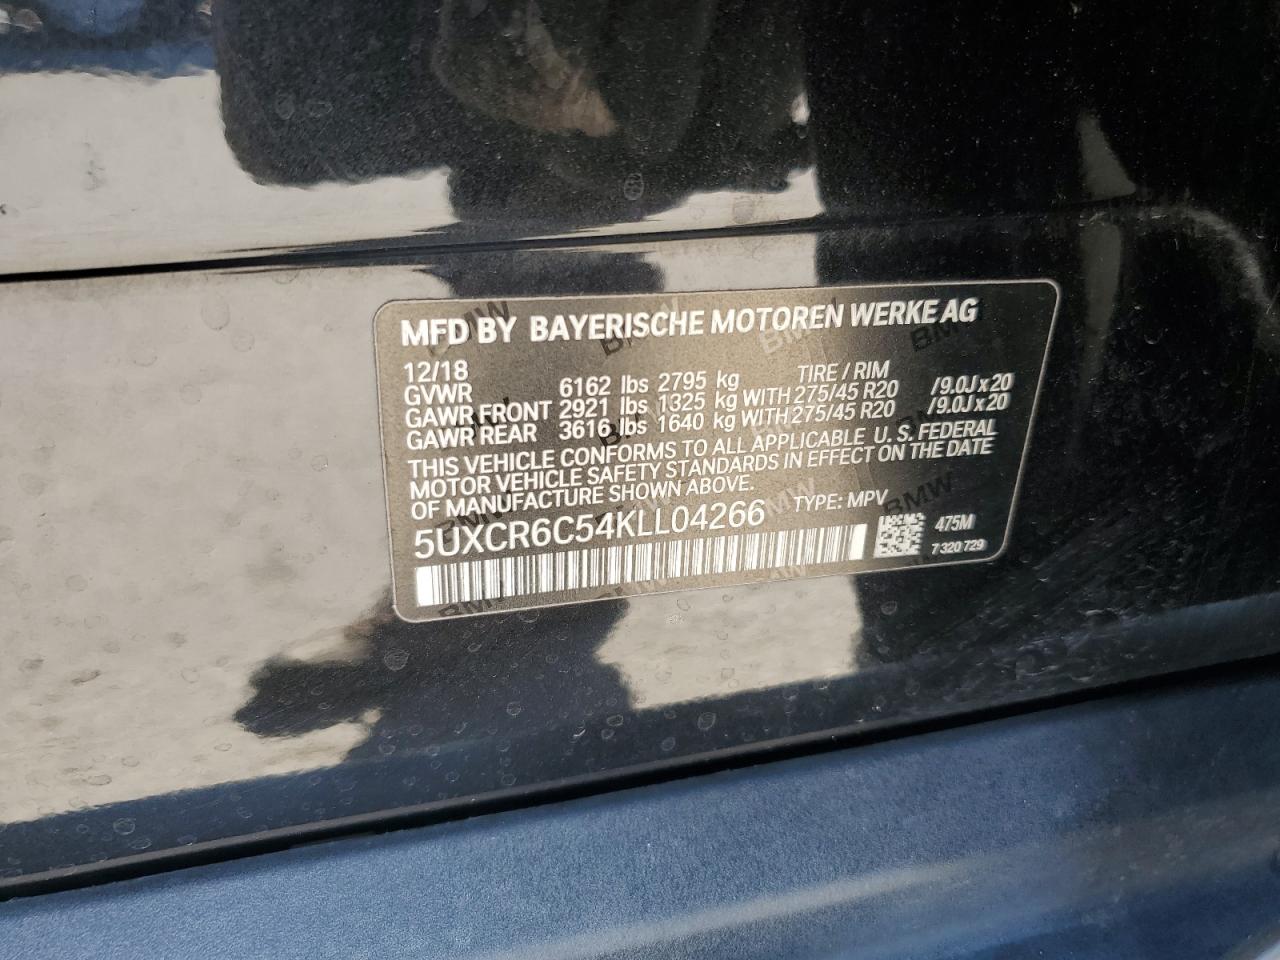 MFD BY BAYERISCHE MOTOREN WERKE AG
12/18 TIRE / RIM
GVWR 6162 lbs 2795 kg
GAWR FRONT 2921 lbs 1325 kg WITH 275/45 R20 /9.0J x 20
GAWR REAR 3616 lbs 1640 kg WITH 275/45 R20 /9.0J x 20
THIS VEHICLE CONFORMS TO ALL APPLICABLE U. S. FEDERAL
MOTOR VEHICLE SAFETY STANDARDS IN EFFECT ON THE DATE
OF MANUFACTURE SHOWN ABOVE.
5UXCR6C54KLL04266 TYPE: MPV
475M
7 320 729